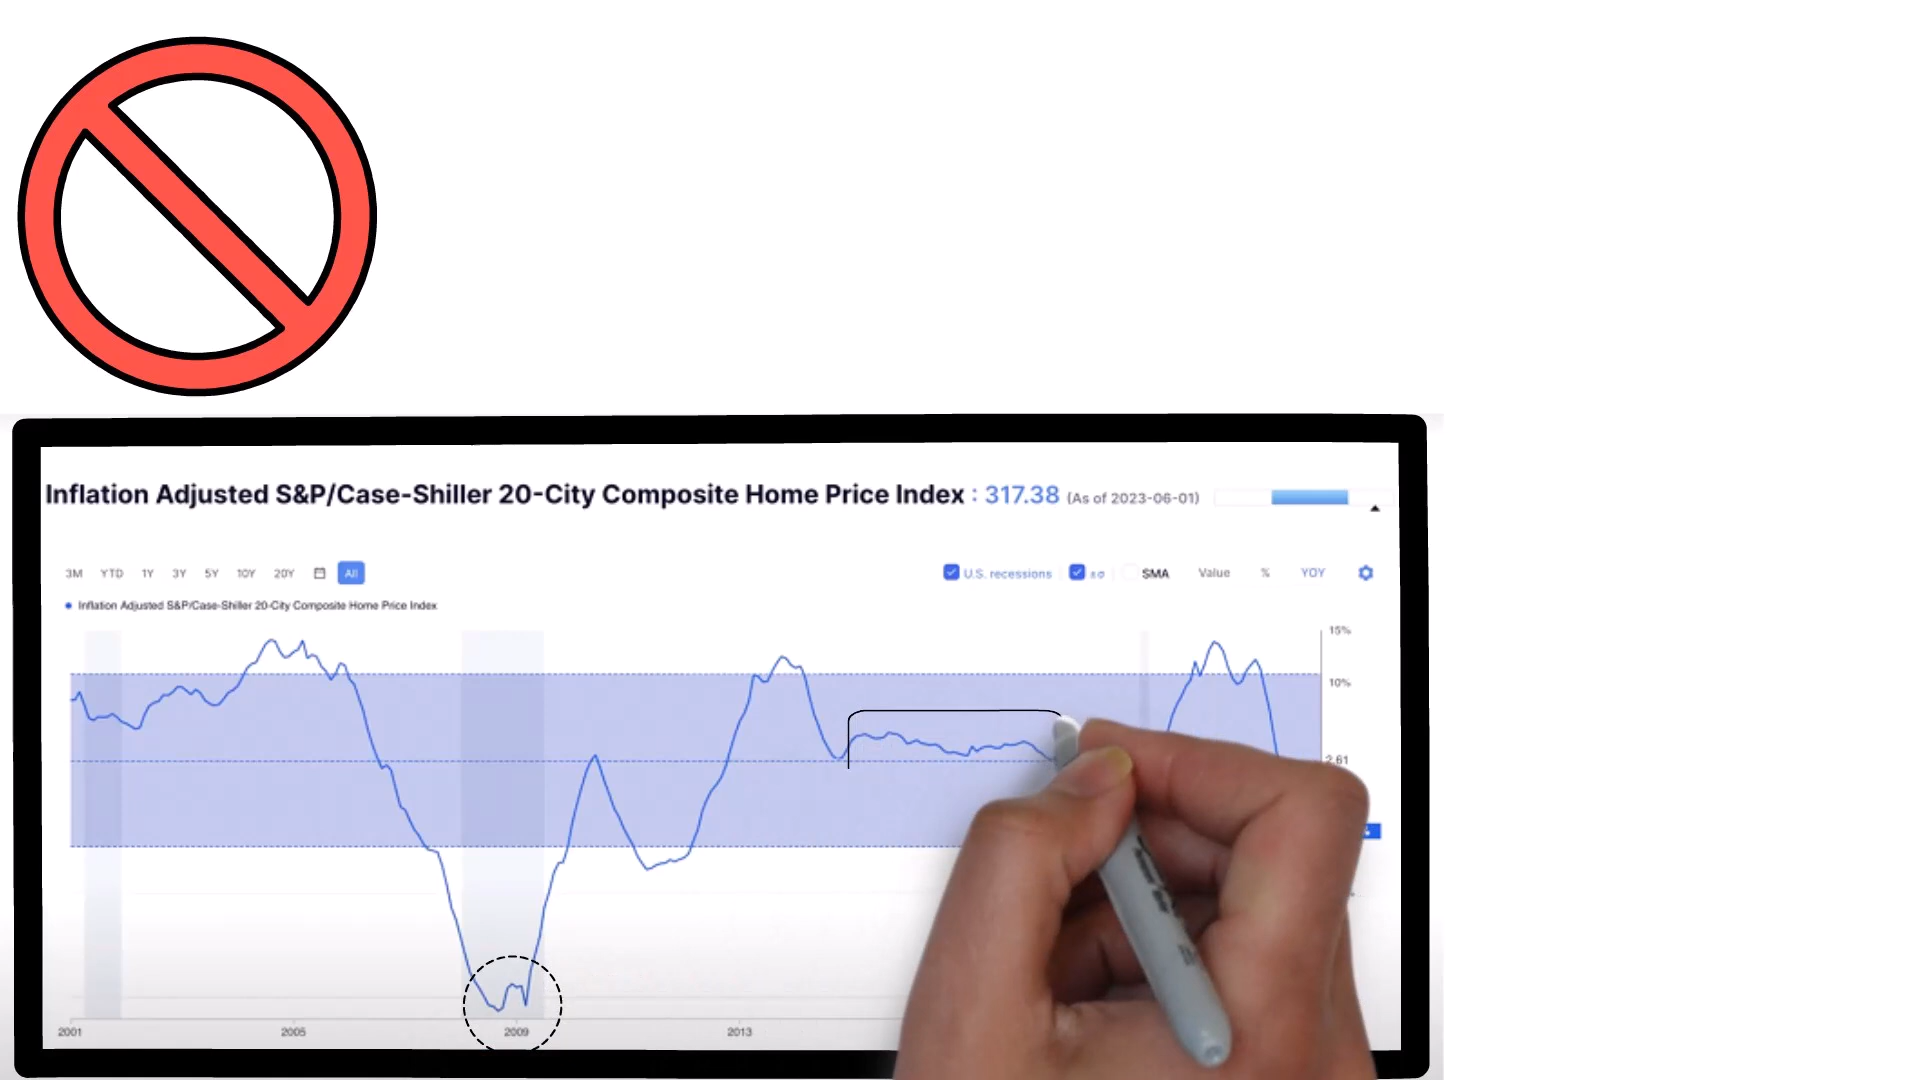 Inflation Adjusted S&P/Case-Shiller 20-City Composite Home Price Index : 317.38 (As of 2023-06-01)
3M YTD 1Y 3Y 5Y 10Y 20Y All
U.S. recessions ±σ SMA Value % YOY
Inflation Adjusted S&P/Case-Shiller 20-City Composite Home Price Index
15%
10%
2.61
2001 2005 2009 2013